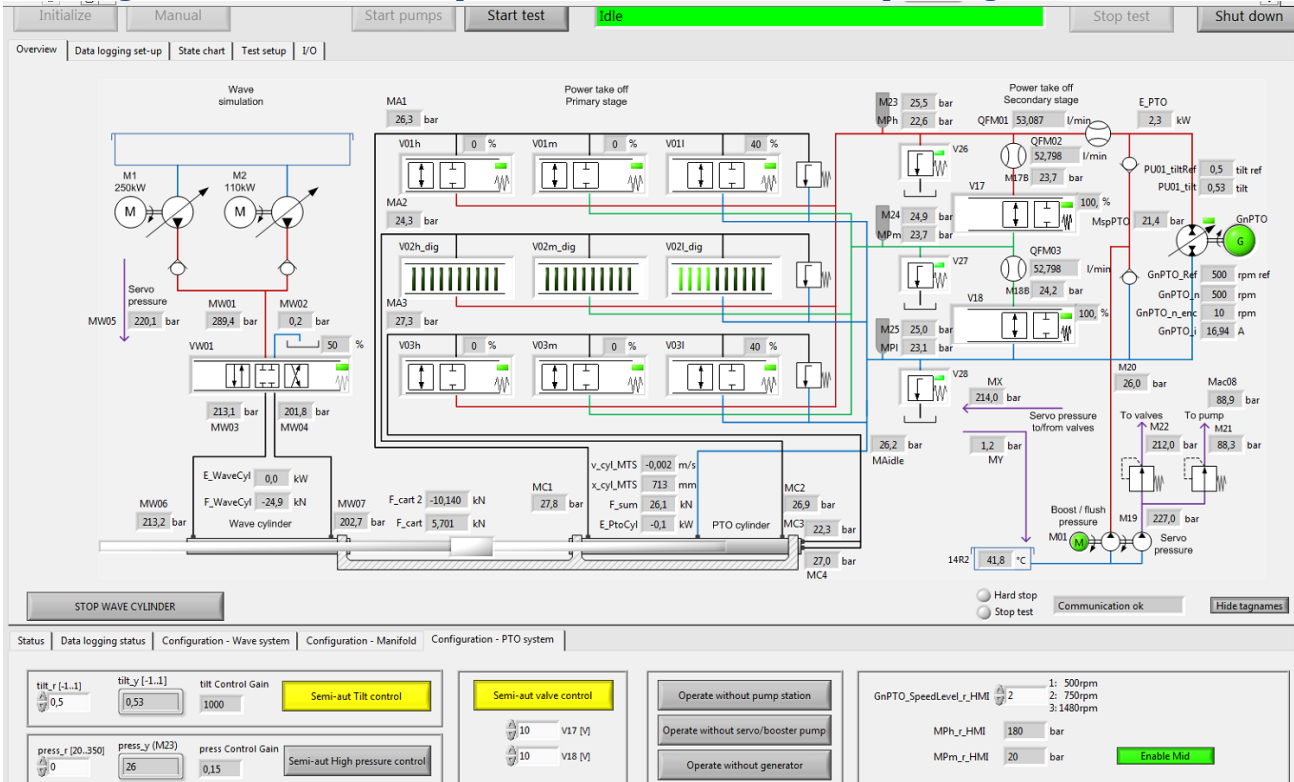 Initialize Manual Start pumps Start test Idle Stop test Shut down
Overview Data logging set-up State chart Test setup I/O
Wave simulation
Power take off Primary stage
Power take off Secondary stage
MA1
26,3 bar
M23 25,5 bar
MPh 22,6 bar
QFM01 53,087 l/min
E_PTO
2,3 kW
V01h 0 %
V01m 0 %
V01l 40 %
V26
QFM02
52,798 l/min
M17B 23,7 bar
PU01_tiltRef 0,5 tilt ref
PU01_tilt 0,53 tilt
M1
250kW
M
M2
110kW
M
MA2
24,3 bar
M24 24,9 bar
MPm 23,7 bar
V17
100, %
MspPTO 21,4 bar
GnPTO
G
V02h_dig
V02m_dig
V02l_dig
V27
QFM03
52,798 l/min
M18B 24,2 bar
GnPTO_Ref 500 rpm ref
GnPTO_n 500 rpm
GnPTO_n_enc 10 rpm
GnPTO_i 16,94 A
Servo pressure
MW05 220,1 bar
MW01
289,4 bar
MW02
0,2 bar
50 %
MA3
27,3 bar
M25 25,0 bar
MPl 23,1 bar
V18
100, %
VW01
V03h 0 %
V03m 0 %
V03l 40 %
V28
M20
26,0 bar
Mac08
88,9 bar
MX
214,0 bar
Servo pressure to/from valves
213,1 bar
MW03
201,8 bar
MW04
To valves
M22
212,0 bar
To pump
M21
88,3 bar
26,2 bar
MAidle
1,2 bar
MY
E_WaveCyl 0,0 kW
F_WaveCyl -24,9 kN
Wave cylinder
MW06
213,2 bar
MW07
202,7 bar
F_cart 2 -10,140 kN
F_cart 5,701 kN
MC1
27,8 bar
v_cyl_MTS -0,002 m/s
x_cyl_MTS 713 mm
F_sum 26,1 kN
E_PtoCyl -0,1 kW
PTO cylinder
MC2
26,9 bar
MC3 22,3 bar
27,0 bar
MC4
Boost / flush pressure
M01 M
M19 227,0 bar
Servo pressure
14R2 41,8 °C
STOP WAVE CYLINDER
Hard stop
Stop test
Communication ok
Hide tagnames
Status Data logging status Configuration - Wave system Configuration - Manifold Configuration - PTO system
tilt_r [-1..1]
0,5
tilt_y [-1..1]
0,53
tilt Control Gain
1000
Semi-aut Tilt control
press_r [20..350]
0
press_y (M23)
26
press Control Gain
0,15
Semi-aut High pressure control
Semi-aut valve control
10 V17 [V]
10 V18 [V]
Operate without pump station
Operate without servo/booster pump
Operate without generator
GnPTO_SpeedLevel_r_HMI 2
1: 500rpm
2: 750rpm
3: 1480rpm
MPh_r_HMI 180 bar
MPm_r_HMI 20 bar
Enable Mid